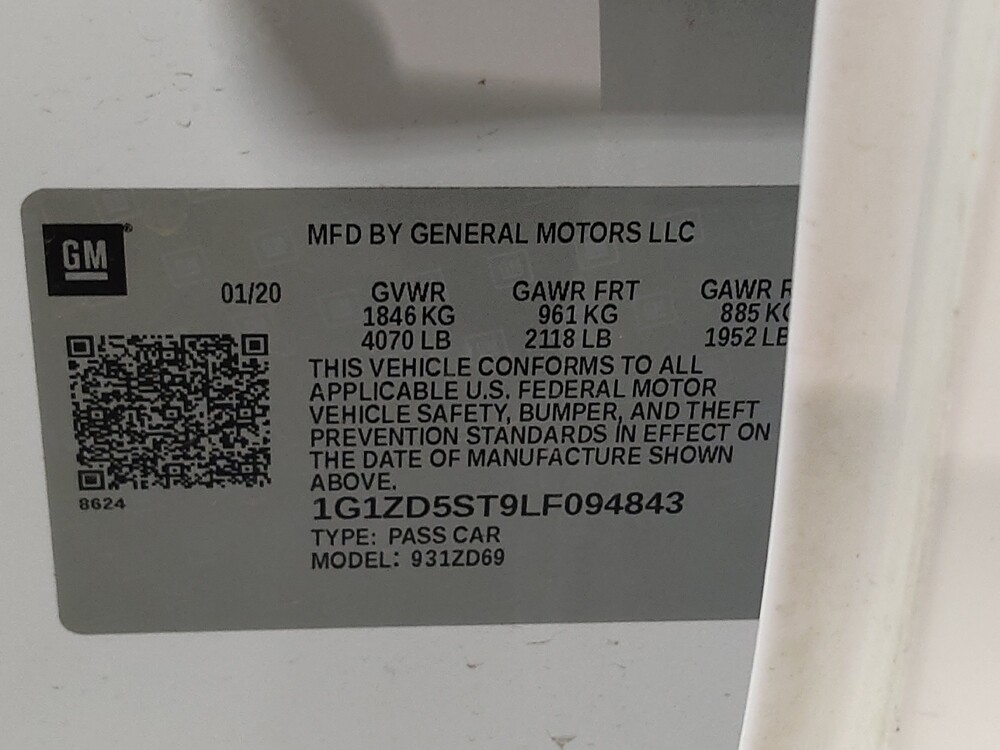 GM®
MFD BY GENERAL MOTORS LLC
01/20 GVWR GAWR FRT GAWR
1846 KG 961 KG 885
4070 LB 2118 LB 1952
THIS VEHICLE CONFORMS TO ALL
APPLICABLE U.S. FEDERAL MOTOR
VEHICLE SAFETY, BUMPER, AND THEFT
PREVENTION STANDARDS IN EFFECT ON
THE DATE OF MANUFACTURE SHOWN
ABOVE.
8624
1G1ZD5ST9LF094843
TYPE: PASS CAR
MODEL: 931ZD69